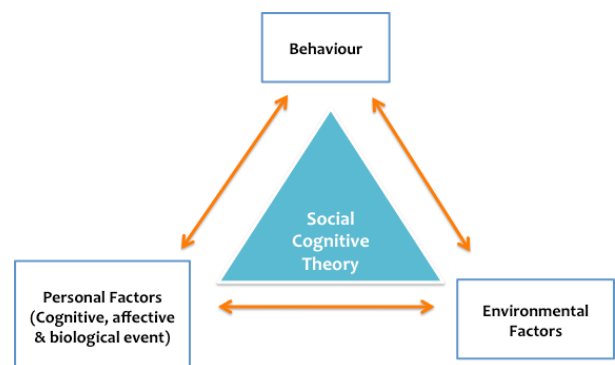 Behaviour
Social
Cognitive
Theory
Personal Factors
(Cognitive, affective
& biological event)
Environmental
Factors